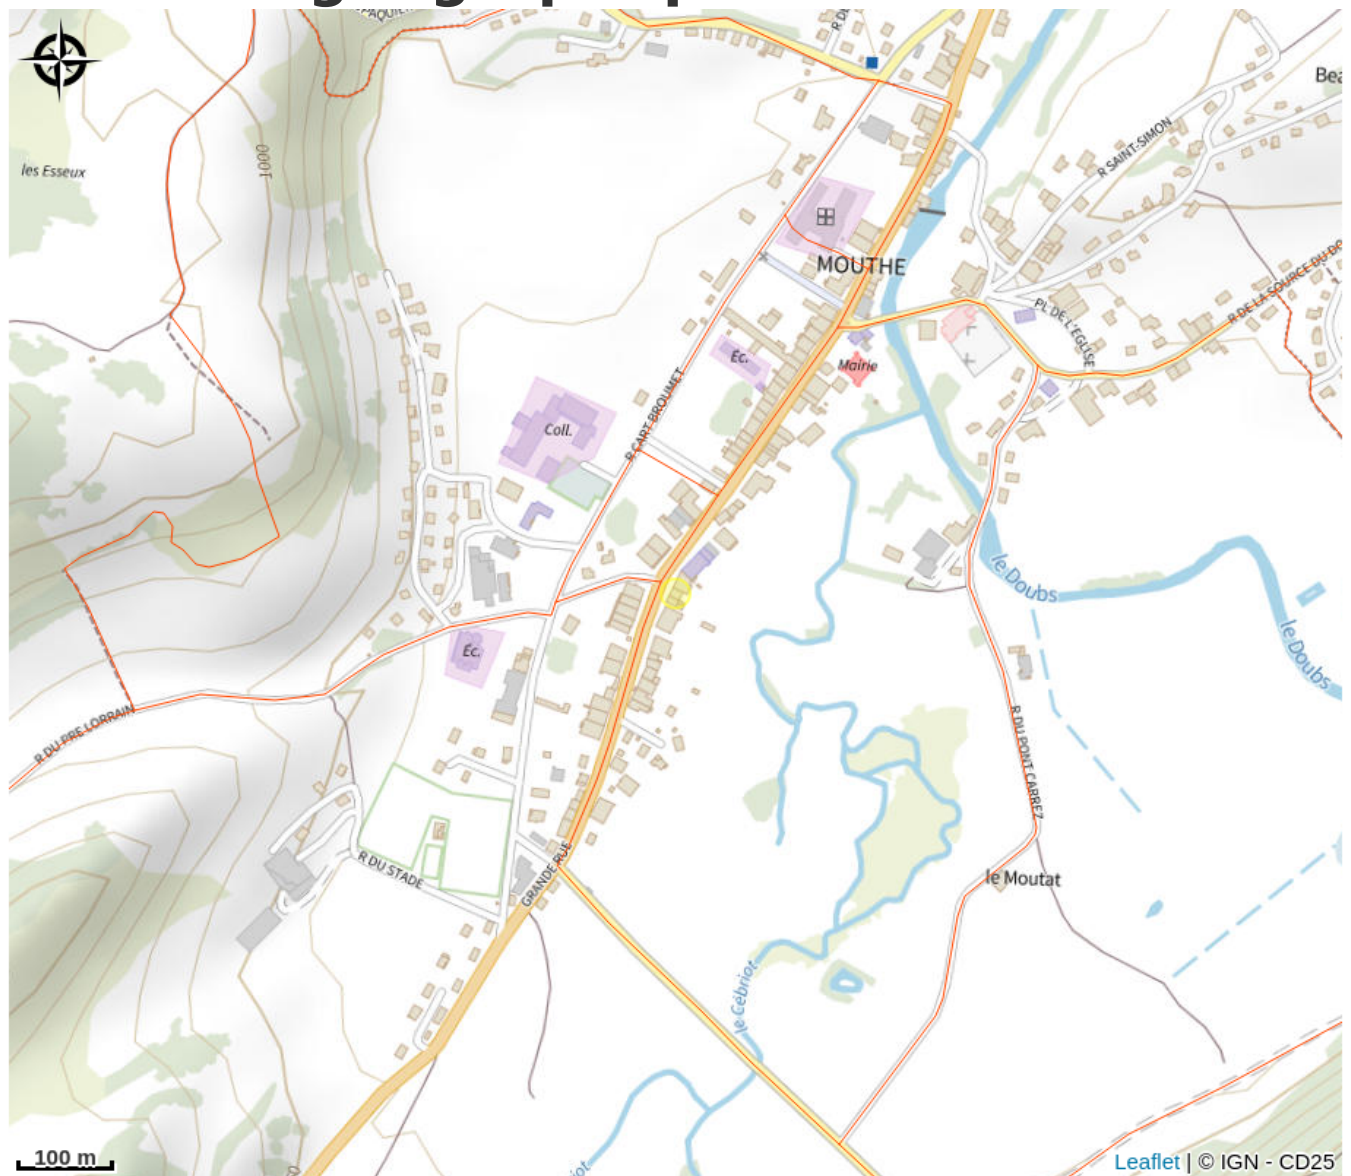 les Esseux
1000
R SAINT-SIMON
MOUTHE
PL DE L'EGLISE
R DE LA SOURCE DU
Éc.
Mairie
R CART BROUMET
Coll.
le Doubs
le Doubs
Éc.
R DU PRE LORRAIN
R DU PONT CARREZ
GRANDE RUE
R DU STADE
le Moutat
le Cébriot
100 m
Leaflet | © IGN - CD25